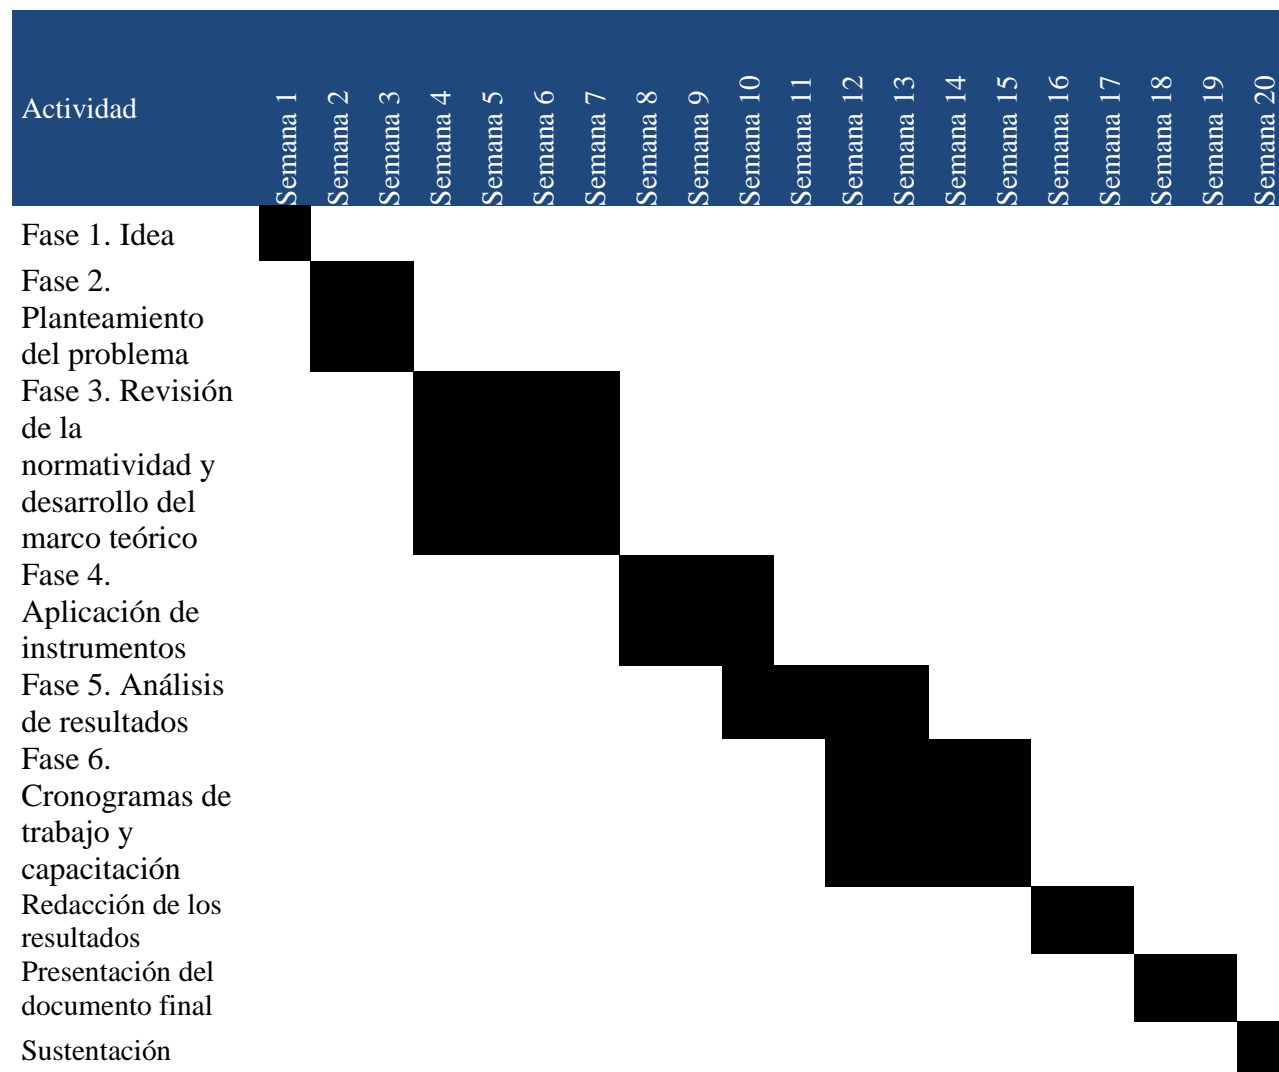 Actividad
Semana 1
Semana 2
Semana 3
Semana 4
Semana 5
Semana 6
Semana 7
Semana 8
Semana 9
Semana 10
Semana 11
Semana 12
Semana 13
Semana 14
Semana 15
Semana 16
Semana 17
Semana 18
Semana 19
Semana 20
Fase 1. Idea
Fase 2.
Planteamiento
del problema
Fase 3. Revisión
de la
normatividad y
desarrollo del
marco teórico
Fase 4.
Aplicación de
instrumentos
Fase 5. Análisis
de resultados
Fase 6.
Cronogramas de
trabajo y
capacitación
Redacción de los
resultados
Presentación del
documento final
Sustentación